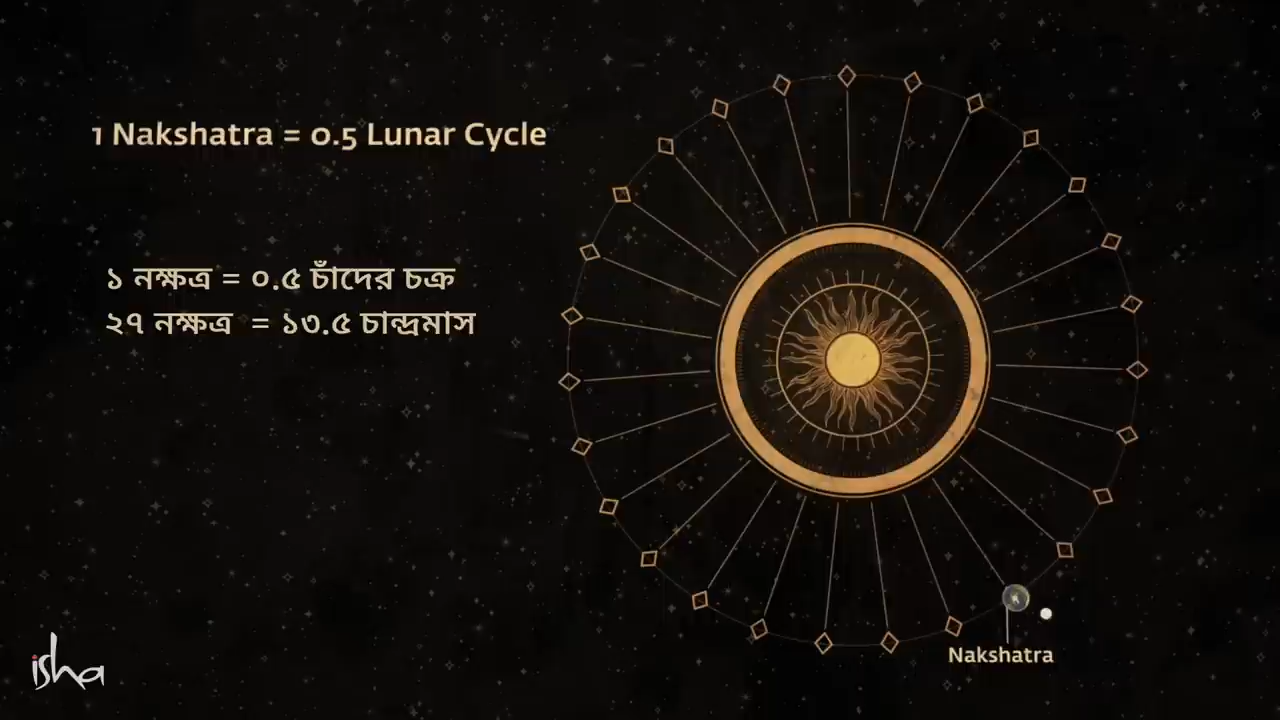 1 Nakshatra = 0.5 Lunar Cycle
১ নক্ষত্র = ০.৫ চাঁদের চক্র
২৭ নক্ষত্র = ১৩.৫ চান্দ্রমাস
Nakshatra
isha